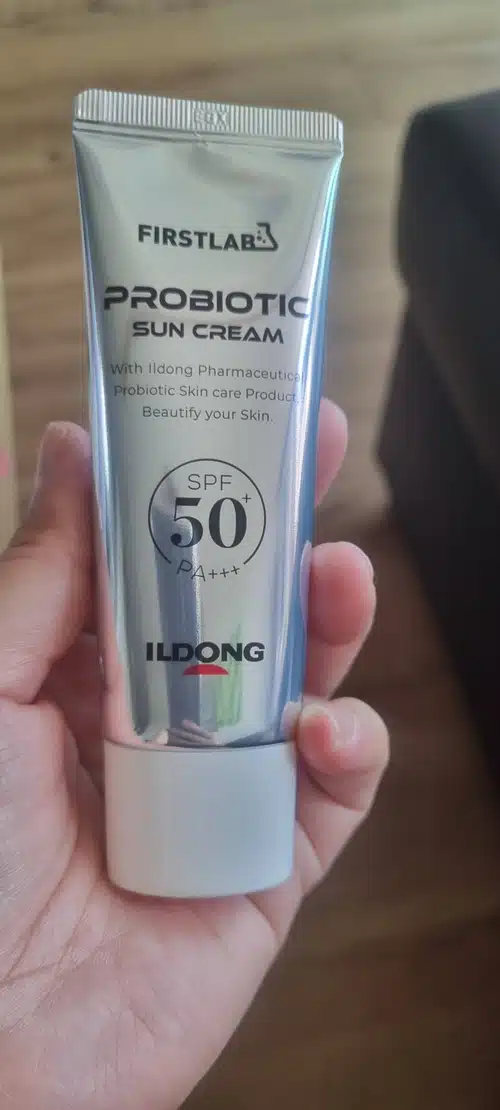 FIRSTLAB
PROBIOTIC
SUN CREAM
With Ildong Pharmaceutical
Probiotic Skin care Product,
Beautify your Skin.
SPF
50+
PA+++
ILDONG